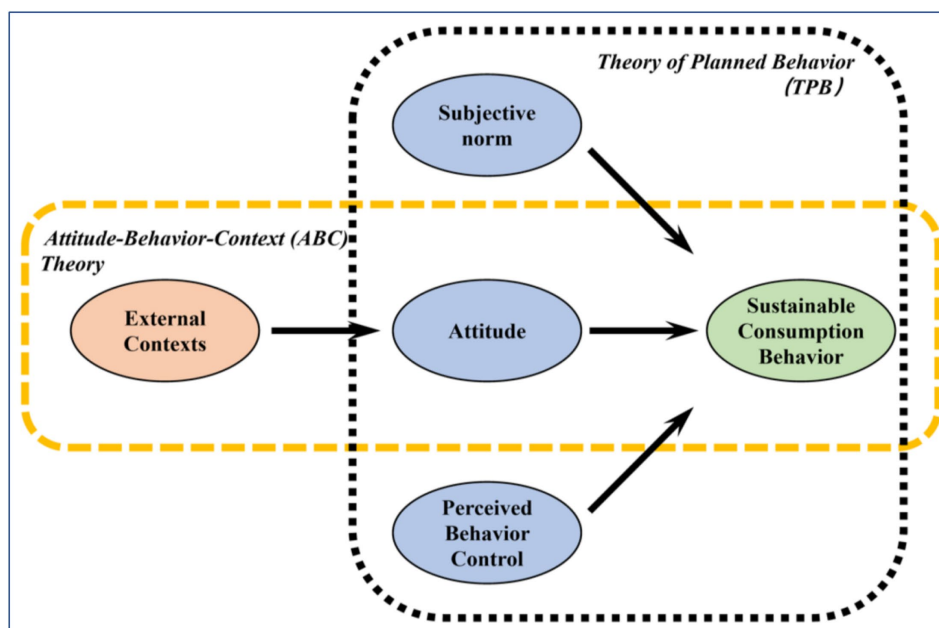 Theory of Planned Behavior
(TPB)
Subjective
norm
Attitude-Behavior-Context (ABC)
Theory
External
Contexts
Attitude
Sustainable
Consumption
Behavior
Perceived
Behavior
Control